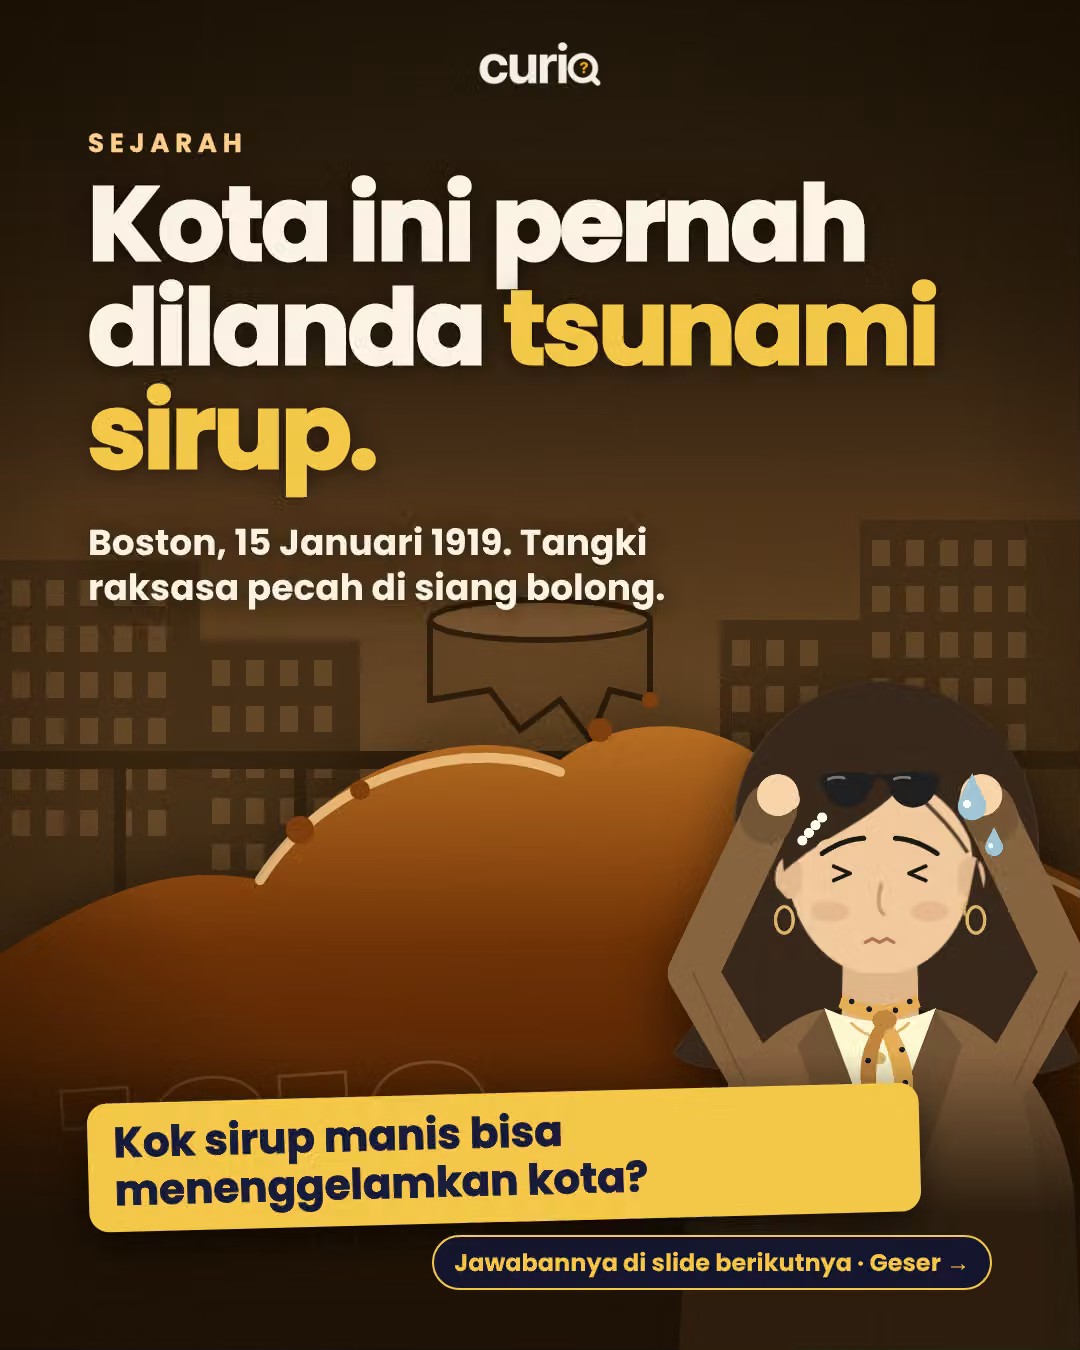 curiQ
SEJARAH
Kota ini pernah
dilanda tsunami
sirup.
Boston, 15 Januari 1919. Tangki
raksasa pecah di siang bolong.
Kok sirup manis bisa
menenggelamkan kota?
Jawabannya di slide berikutnya · Geser →